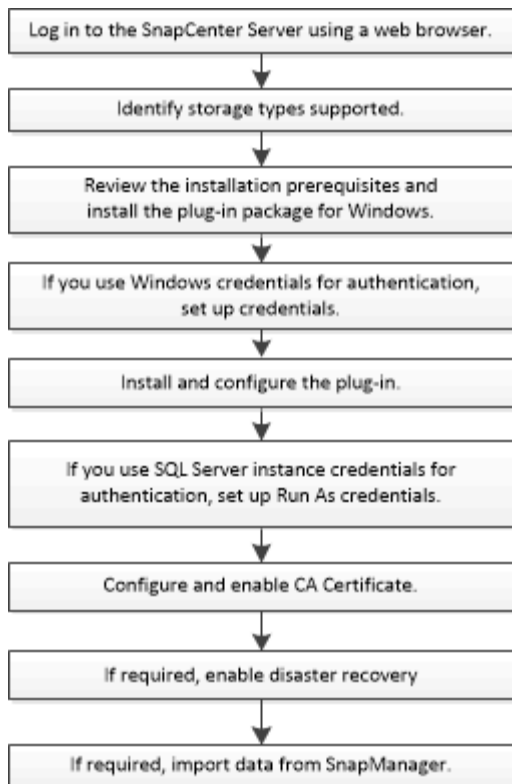 Log in to the SnapCenter Server using a web browser.
Identify storage types supported.
Review the installation prerequisites and
install the plug-in package for Windows.
If you use Windows credentials for authentication,
set up credentials.
Install and configure the plug-in.
If you use SQL Server instance credentials for
authentication, set up Run As credentials.
Configure and enable CA Certificate.
If required, enable disaster recovery
If required, import data from SnapManager.